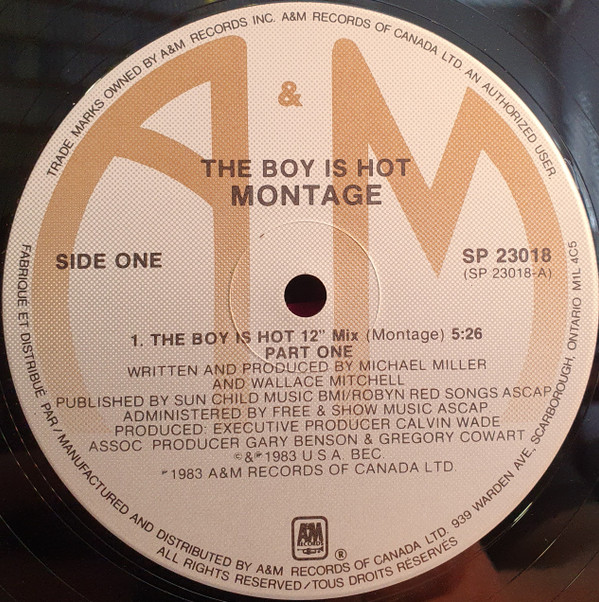 TRADE MARKS OWNED BY A&M RECORDS INC. A&M RECORDS OF CANADA LTD. AN AUTHORIZED USER.
&
THE BOY IS HOT
MONTAGE
SIDE ONE
SP 23018
(SP 23018-A)
1. THE BOY IS HOT 12" Mix (Montage) 5:26
PART ONE
WRITTEN AND PRODUCED BY MICHAEL MILLER
AND WALLACE MITCHELL
PUBLISHED BY SUN CHILD MUSIC BMI/ROBYN RED SONGS ASCAP
ADMINISTERED BY FREE & SHOW MUSIC ASCAP
PRODUCED: EXECUTIVE PRODUCER CALVIN WADE
ASSOC PRODUCER GARY BENSON & GREGORY COWART
©&℗1983 U.S.A. BEC.
℗1983 A&M RECORDS OF CANADA LTD.
A&M
RECORDS
®
FABRIQUÉ ET DISTRIBUÉ PAR / MANUFACTURED AND DISTRIBUTED BY A&M RECORDS OF CANADA LTD. 939 WARDEN AVE, SCARBOROUGH, ONTARIO M1L 4C5
ALL RIGHTS RESERVED/TOUS DROITS RÉSERVÉS